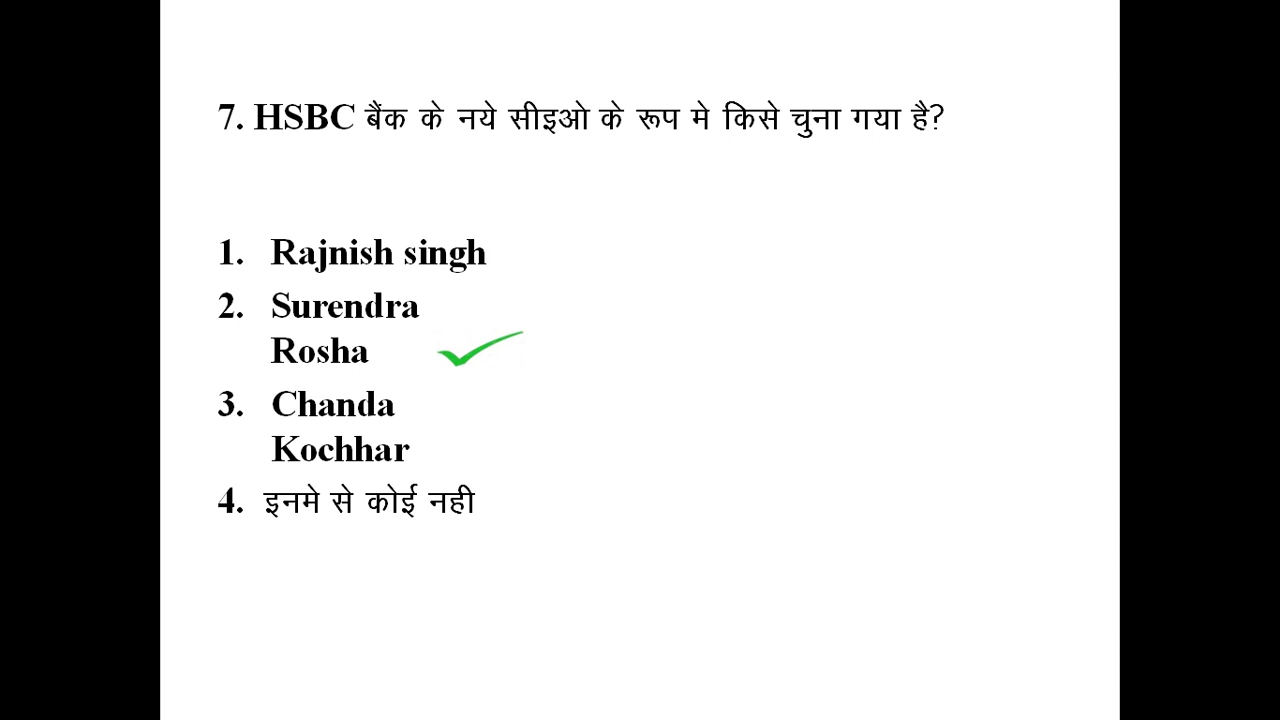 7. HSBC बैंक के नये सीइओ के रूप मे किसे चुना गया है?
1. Rajnish singh
2. Surendra
Rosha
3. Chanda
Kochhar
4. इनमे से कोई नही